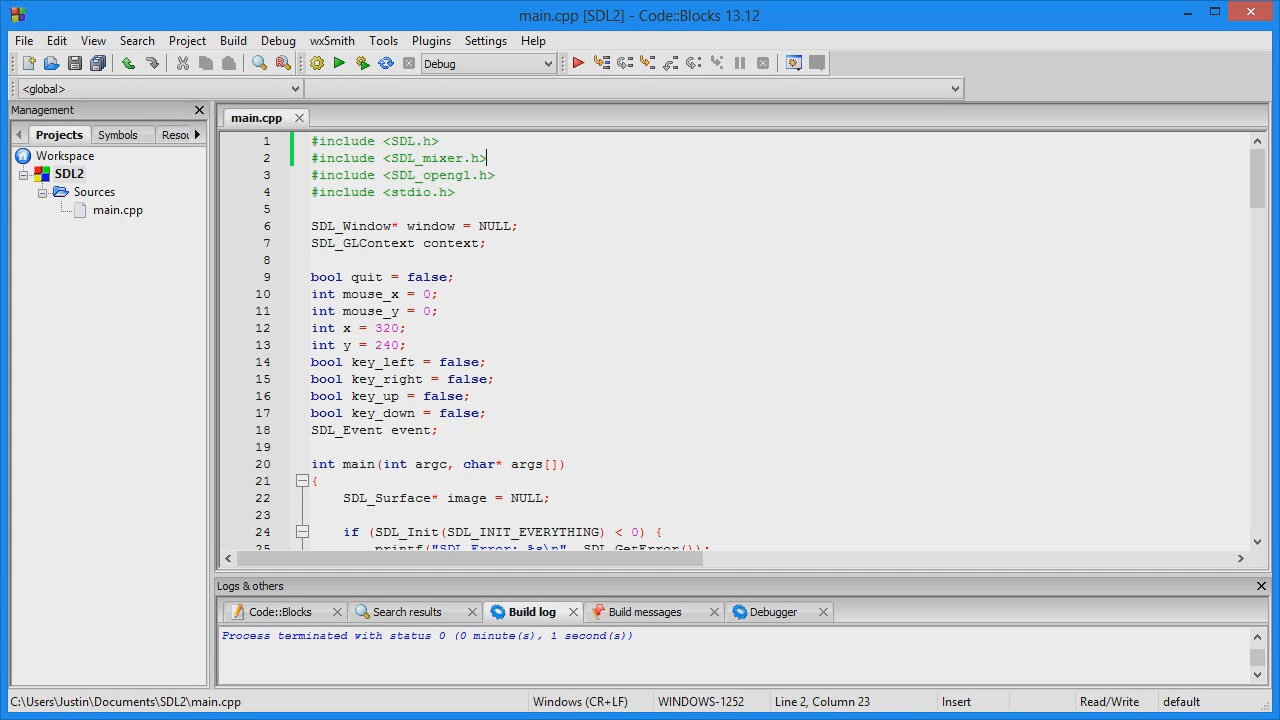 main.cpp [SDL2] - Code::Blocks 13.12
File Edit View Search Project Build Debug wxSmith Tools Plugins Settings Help
Debug
<global>
Management
main.cpp
Projects Symbols Resou
Workspace
SDL2
Sources
main.cpp
1 #include <SDL.h>
2 #include <SDL_mixer.h>
3 #include <SDL_opengl.h>
4 #include <stdio.h>
5
6 SDL_Window* window = NULL;
7 SDL_GLContext context;
8
9 bool quit = false;
10 int mouse_x = 0;
11 int mouse_y = 0;
12 int x = 320;
13 int y = 240;
14 bool key_left = false;
15 bool key_right = false;
16 bool key_up = false;
17 bool key_down = false;
18 SDL_Event event;
19
20 int main(int argc, char* args[])
21 {
22 SDL_Surface* image = NULL;
23
24 if (SDL_Init(SDL_INIT_EVERYTHING) < 0) {
25 printf("SDL Error: %s\n", SDL_GetError());
Logs & others
Code::Blocks Search results Build log Build messages Debugger
Process terminated with status 0 (0 minute(s), 1 second(s))
C:\Users\Justin\Documents\SDL2\main.cpp Windows (CR+LF) WINDOWS-1252 Line 2, Column 23 Insert Read/Write default